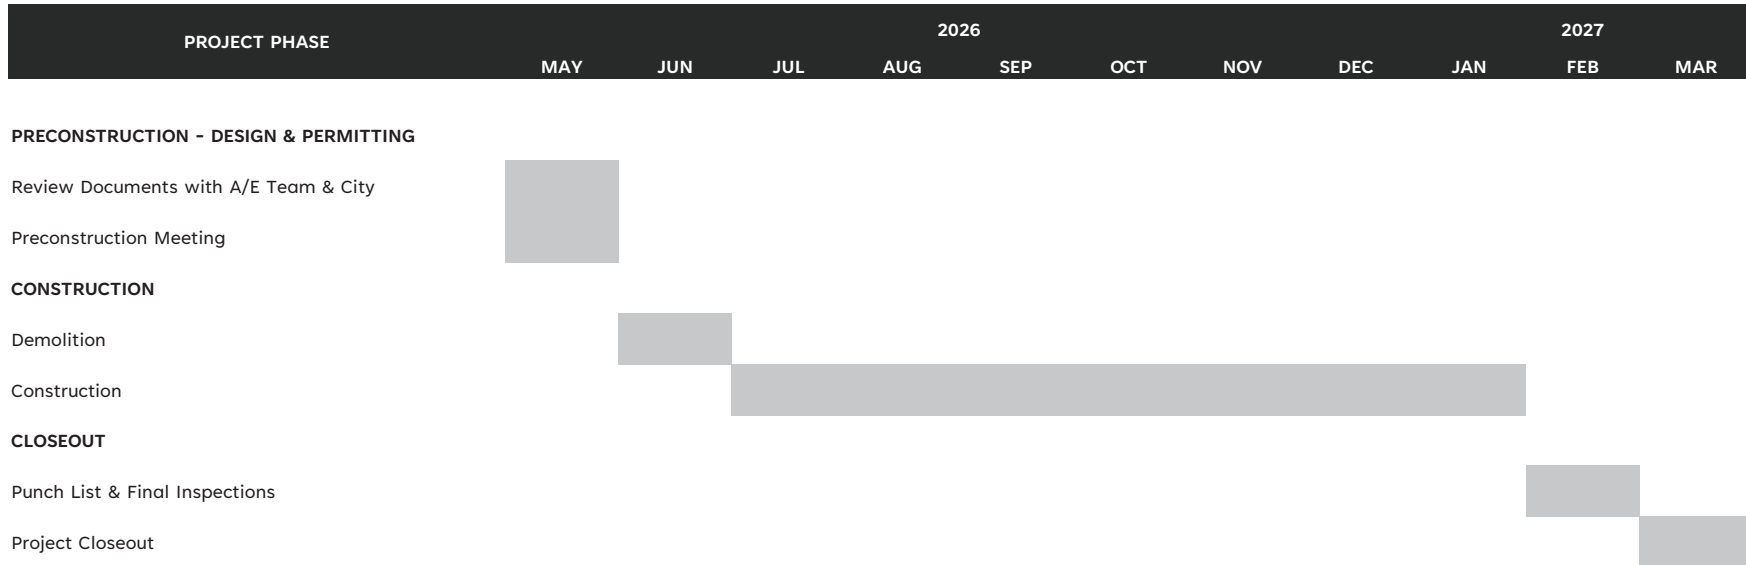 PROJECT PHASE
2026 2027
MAY JUN JUL AUG SEP OCT NOV DEC JAN FEB MAR
PRECONSTRUCTION - DESIGN & PERMITTING
Review Documents with A/E Team & City
Preconstruction Meeting
CONSTRUCTION
Demolition
Construction
CLOSEOUT
Punch List & Final Inspections
Project Closeout